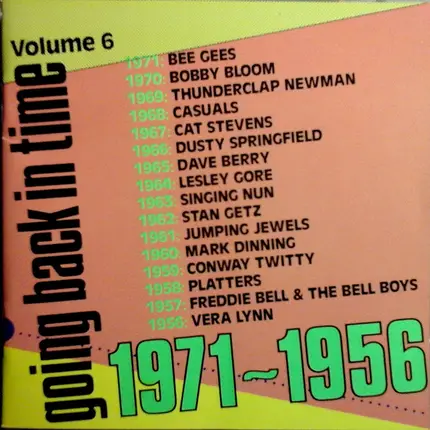 Volume 6
going back in time
1971: BEE GEES
1970: BOBBY BLOOM
1969: THUNDERCLAP NEWMAN
1968: CASUALS
1967: CAT STEVENS
1966: DUSTY SPRINGFIELD
1965: DAVE BERRY
1964: LESLEY GORE
1963: SINGING NUN
1962: STAN GETZ
1961: JUMPING JEWELS
1960: MARK DINNING
1959: CONWAY TWITTY
1958: PLATTERS
1957: FREDDIE BELL & THE BELL BOYS
1956: VERA LYNN
1971~1956